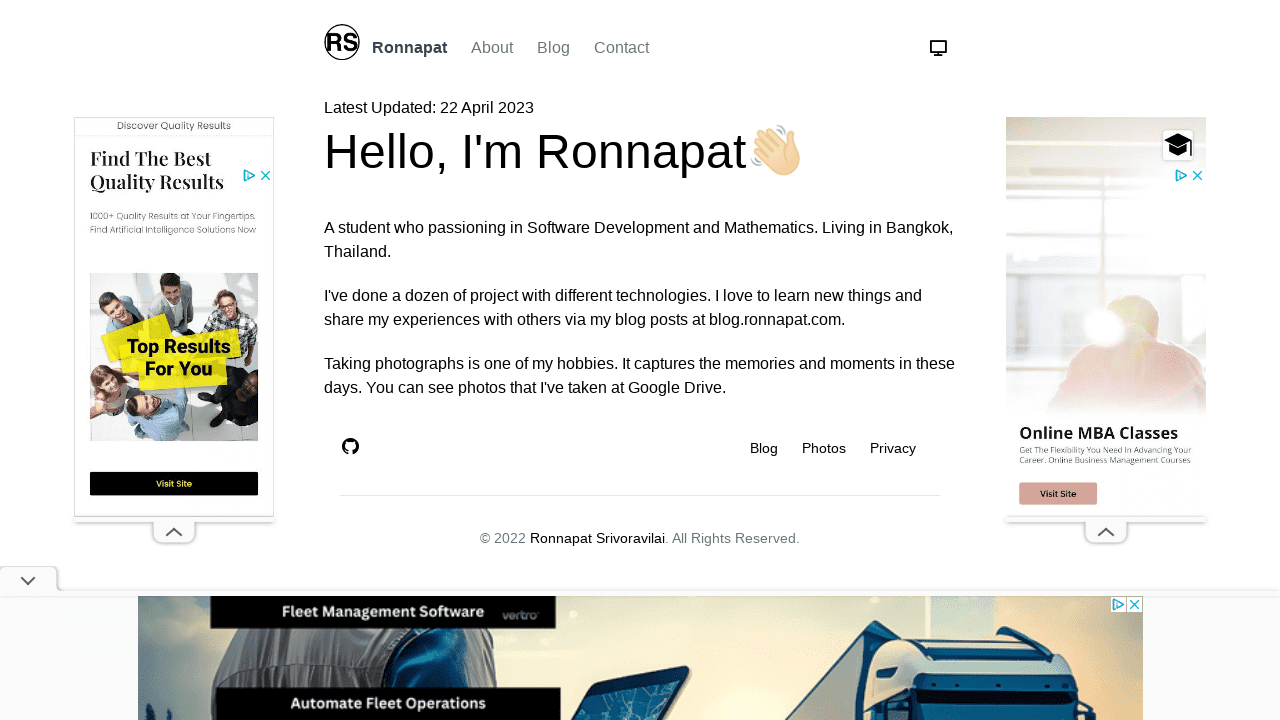 RS
Ronnapat
About
Blog
Contact
Latest Updated: 22 April 2023
Hello, I'm Ronnapat
A student who passioning in Software Development and Mathematics. Living in Bangkok,
Thailand.
I've done a dozen of project with different technologies. I love to learn new things and
share my experiences with others via my blog posts at blog.ronnapat.com.
Taking photographs is one of my hobbies. It captures the memories and moments in these
days. You can see photos that I've taken at Google Drive.
Blog
Photos
Privacy
© 2022 Ronnapat Srivoravilai. All Rights Reserved.
Discover Quality Results
Find The Best
Quality Results
1000+ Quality Results at Your Fingertips.
Find Artificial Intelligence Solutions Now
Top Results
For You
Visit Site
Online MBA Classes
Get The Flexibility You Need In Advancing Your
Career. Online Business Management Courses
Visit Site
Fleet Management Software
vertro
Automate Fleet Operations